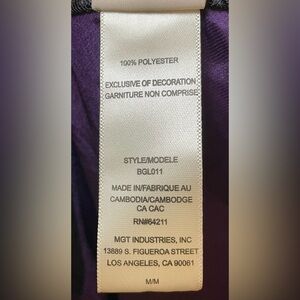 100% POLYESTER
EXCLUSIVE OF DECORATION
GARNITURE NON COMPRISE
STYLE/MODELE
BGL011
MADE IN/FABRIQUE AU
CAMBODIA/CAMBODGE
CA CAC
RN#64211
MGT INDUSTRIES, INC
13889 S. FIGUEROA STREET
LOS ANGELES, CA 90061
M/M